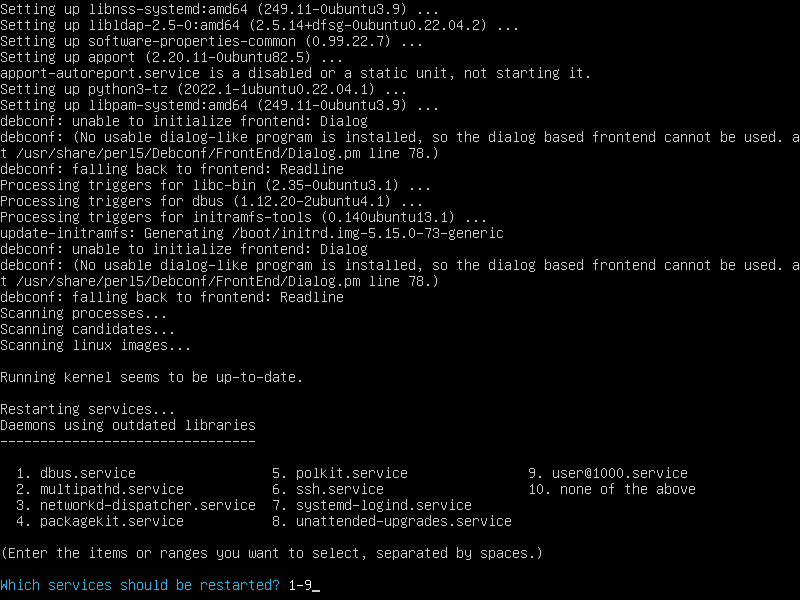 Setting up libnss-systemd:amd64 (249.11-0ubuntu3.9) ...
Setting up libldap-2.5-0:amd64 (2.5.14+dfsg-0ubuntu0.22.04.2) ...
Setting up software-properties-common (0.99.22.7) ...
Setting up apport (2.20.11-0ubuntu82.5) ...
apport-autoreport.service is a disabled or a static unit, not starting it.
Setting up python3-tz (2022.1-1ubuntu0.22.04.1) ...
Setting up libpam-systemd:amd64 (249.11-0ubuntu3.9) ...
debconf: unable to initialize frontend: Dialog
debconf: (No usable dialog-like program is installed, so the dialog based frontend cannot be used. a
t /usr/share/perl5/Debconf/FrontEnd/Dialog.pm line 78.)
debconf: falling back to frontend: Readline
Processing triggers for libc-bin (2.35-0ubuntu3.1) ...
Processing triggers for dbus (1.12.20-2ubuntu4.1) ...
Processing triggers for initramfs-tools (0.140ubuntu13.1) ...
update-initramfs: Generating /boot/initrd.img-5.15.0-73-generic
debconf: unable to initialize frontend: Dialog
debconf: (No usable dialog-like program is installed, so the dialog based frontend cannot be used. a
t /usr/share/perl5/Debconf/FrontEnd/Dialog.pm line 78.)
debconf: falling back to frontend: Readline
Scanning processes...
Scanning candidates...
Scanning linux images...
Running kernel seems to be up-to-date.
Restarting services...
Daemons using outdated libraries
--------------------------------
1. dbus.service 5. polkit.service 9. user@1000.service
2. multipathd.service 6. ssh.service 10. none of the above
3. networkd-dispatcher.service 7. systemd-logind.service
4. packagekit.service 8. unattended-upgrades.service
(Enter the items or ranges you want to select, separated by spaces.)
Which services should be restarted? 1-9_